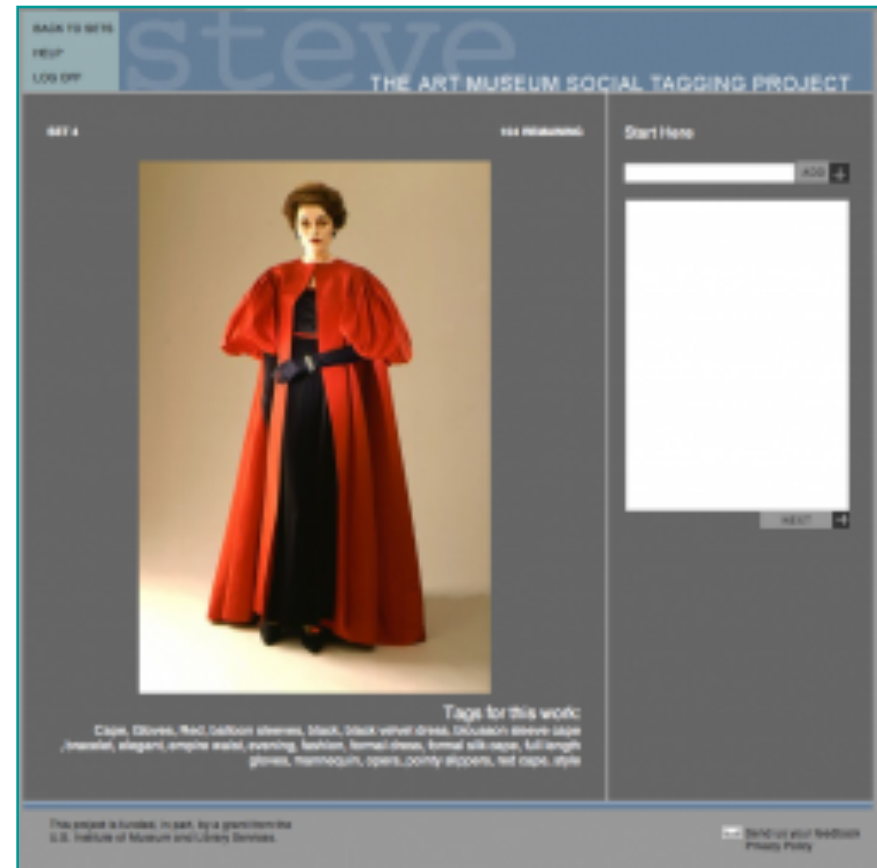 BACK TO SETS
HELP
LOG OFF
steve
THE ART MUSEUM SOCIAL TAGGING PROJECT
SET 4
REMAINING
Start Here
ADD +
NEXT
Tags for this work:
Cape, Gloves, Red, balloon sleeves, black, black velvet dress, blousson sleeve cape
, bracelet, elegant, empire waist, evening, fashion, formal dress, formal silk cape, full length
gloves, mannequin, opera, pointy slippers, red cape, style
This project is funded, in part, by a grant from the
U.S. Institute of Museum and Library Services.
Send us your feedback
Privacy Policy